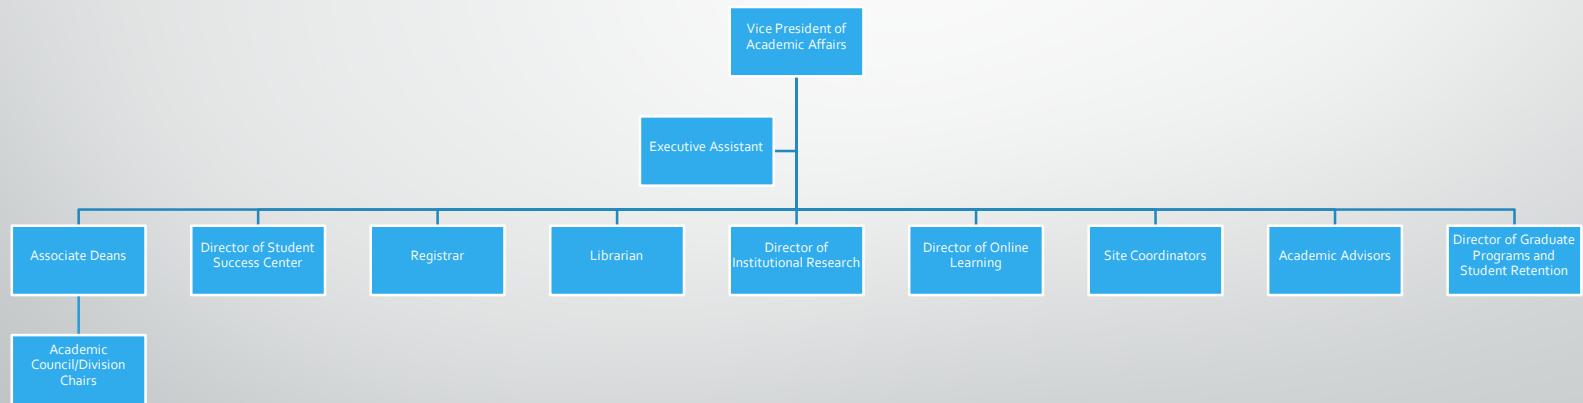 Vice President of
Academic Affairs
Executive Assistant
Associate Deans
Director of Student
Success Center
Registrar
Librarian
Director of
Institutional Research
Director of Online
Learning
Site Coordinators
Academic Advisors
Director of Graduate
Programs and
Student Retention
Academic
Council/Division
Chairs